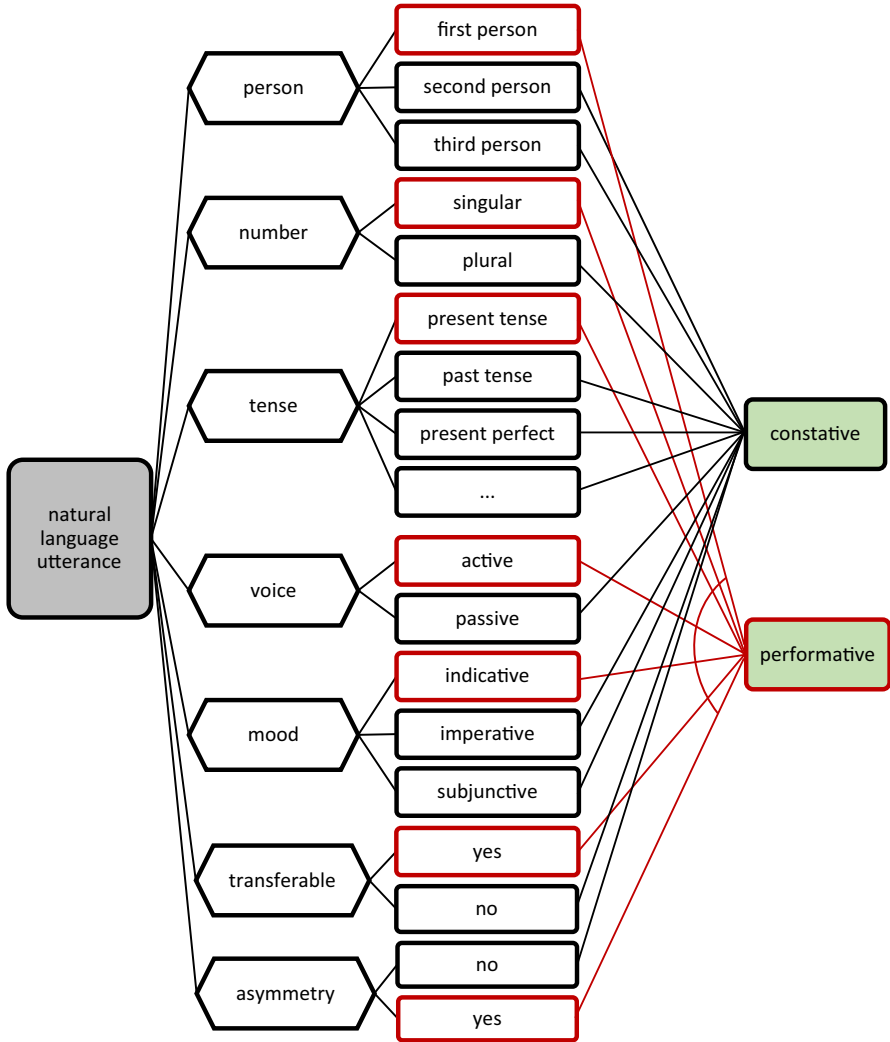 natural
language
utterance
person
number
tense
voice
mood
transferable
asymmetry
first person
second person
third person
singular
plural
present tense
past tense
present perfect
...
active
passive
indicative
imperative
subjunctive
yes
no
no
yes
constative
performative